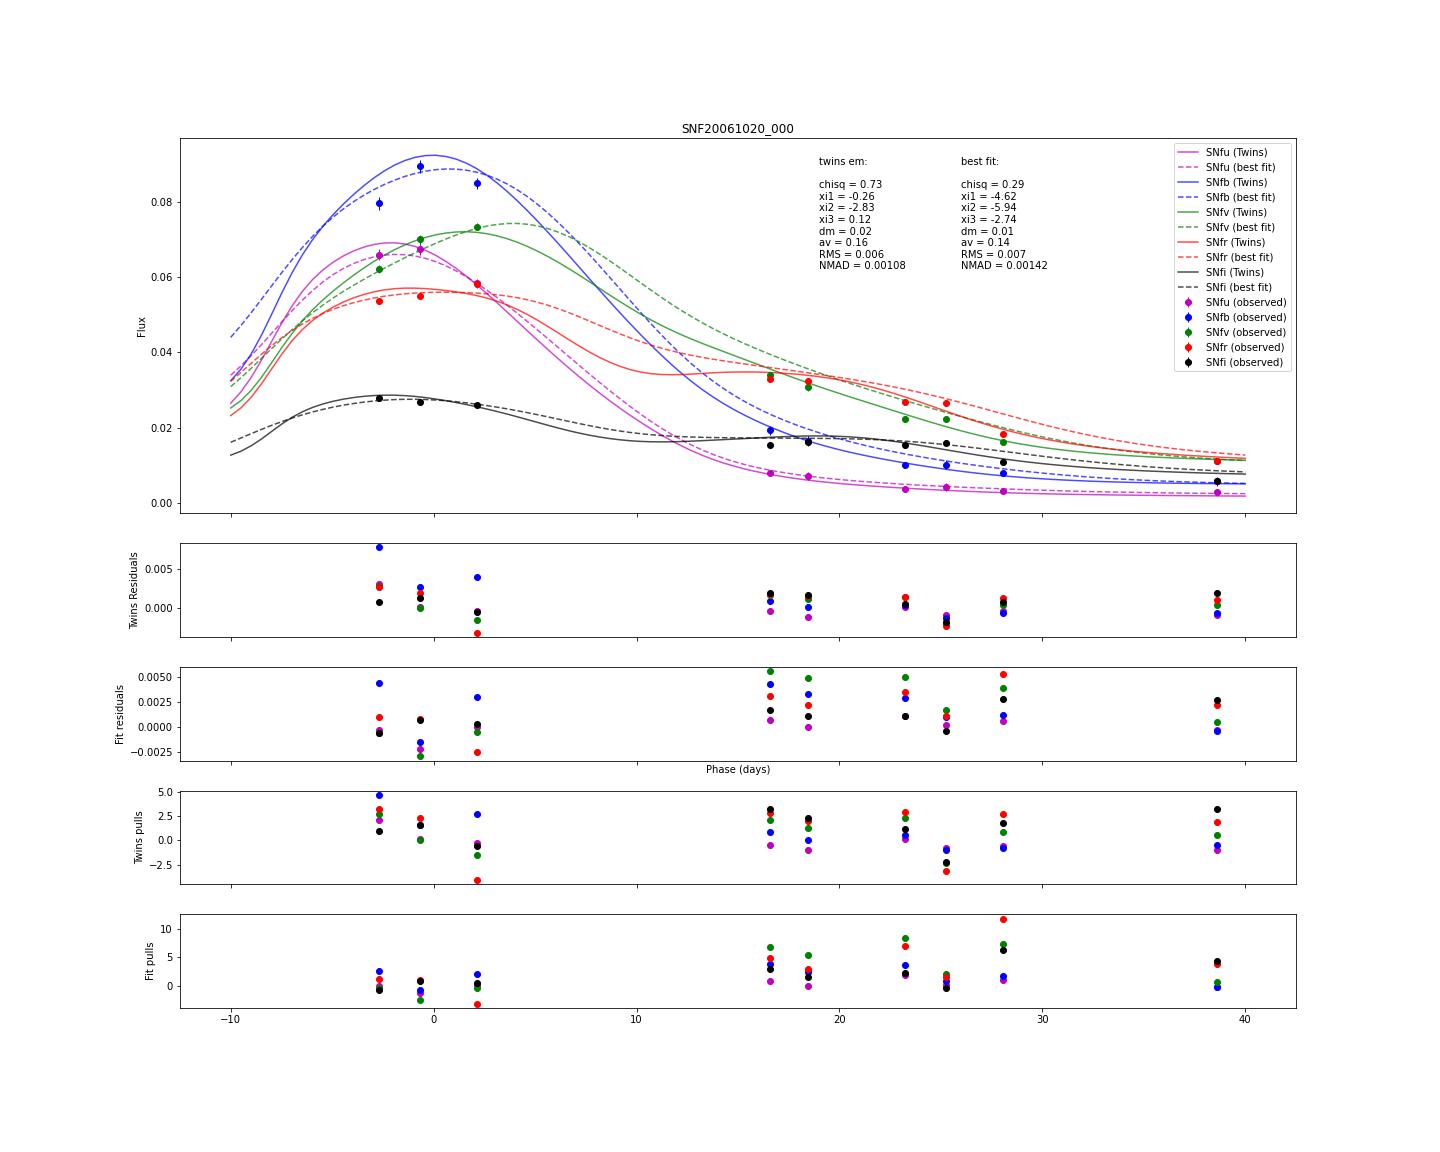 SNF20061020_000
Flux
0.08
0.06
0.04
0.02
0.00
twins em:
chisq = 0.73
xi1 = -0.26
xi2 = -2.83
xi3 = 0.12
dm = 0.02
av = 0.16
RMS = 0.006
NMAD = 0.00108
best fit:
chisq = 0.29
xi1 = -4.62
xi2 = -5.94
xi3 = -2.74
dm = 0.01
av = 0.14
RMS = 0.007
NMAD = 0.00142
SNfu (Twins)
SNfu (best fit)
SNfb (Twins)
SNfb (best fit)
SNfv (Twins)
SNfv (best fit)
SNfr (Twins)
SNfr (best fit)
SNfi (Twins)
SNfi (best fit)
SNfu (observed)
SNfb (observed)
SNfv (observed)
SNfr (observed)
SNfi (observed)
Twins Residuals
0.005
0.000
Fit residuals
0.0050
0.0025
0.0000
−0.0025
Phase (days)
Twins pulls
5.0
2.5
0.0
−2.5
Fit pulls
10
5
0
−10
0
10
20
30
40